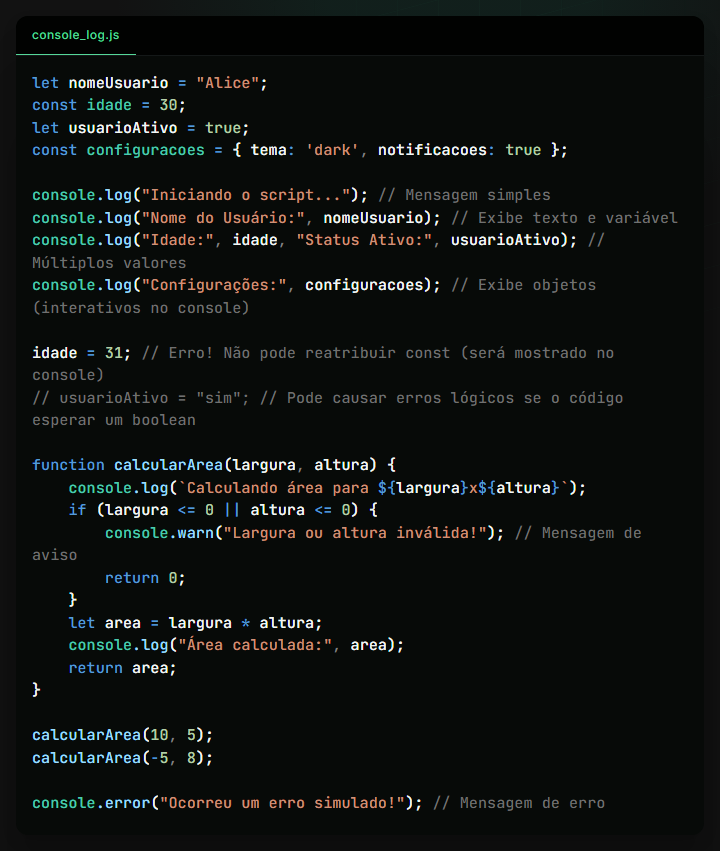 console_log.js
let nomeUsuario = "Alice";
const idade = 30;
let usuarioAtivo = true;
const configuracoes = { tema: 'dark', notificacoes: true };
console.log("Iniciando o script..."); // Mensagem simples
console.log("Nome do Usuário:", nomeUsuario); // Exibe texto e variável
console.log("Idade:", idade, "Status Ativo:", usuarioAtivo); //
Múltiplos valores
console.log("Configurações:", configuracoes); // Exibe objetos
(interativos no console)
idade = 31; // Erro! Não pode reatribuir const (será mostrado no
console)
// usuarioAtivo = "sim"; // Pode causar erros lógicos se o código
esperar um boolean
function calcularArea(largura, altura) {
    console.log(`Calculando área para ${largura}x${altura}`);
    if (largura <= 0 || altura <= 0) {
        console.warn("Largura ou altura inválida!"); // Mensagem de
aviso
        return 0;
    }
    let area = largura * altura;
    console.log("Área calculada:", area);
    return area;
}
calcularArea(10, 5);
calcularArea(-5, 8);
console.error("Ocorreu um erro simulado!"); // Mensagem de erro